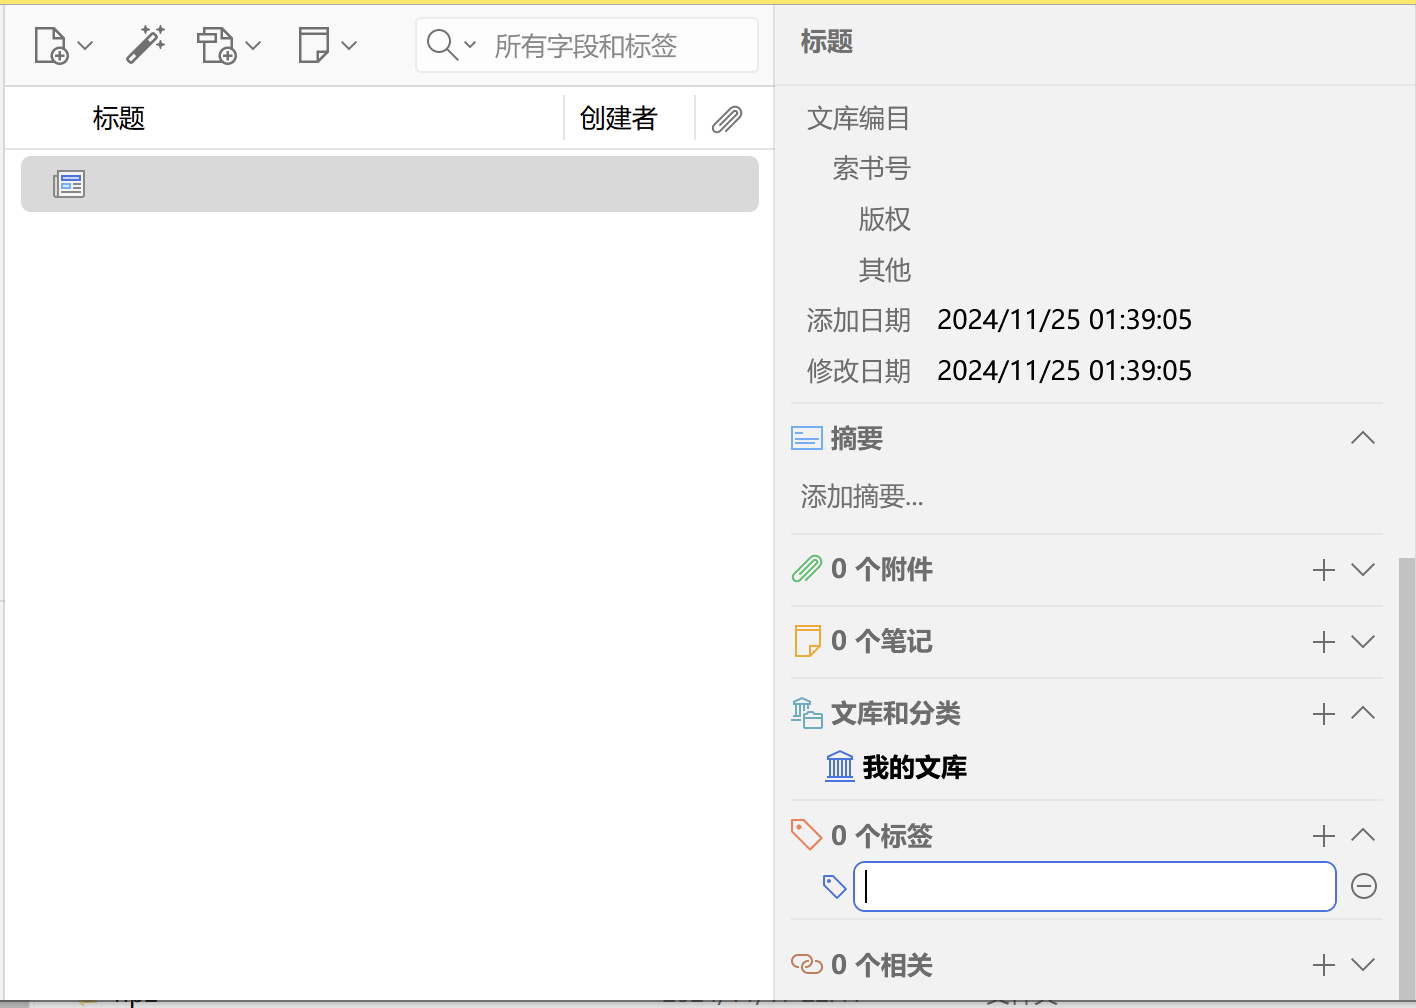 所有字段和标签
标题 创建者
标题
文库编目
索书号
版权
其他
添加日期 2024/11/25 01:39:05
修改日期 2024/11/25 01:39:05
摘要
添加摘要...
0 个附件
0 个笔记
文库和分类
我的文库
0 个标签
0 个相关